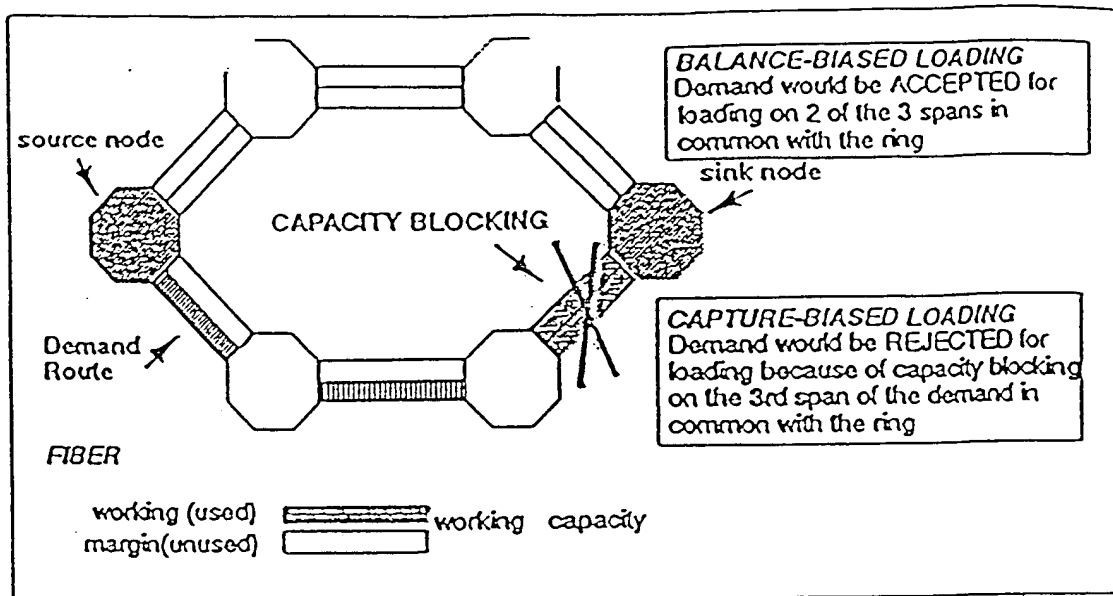 BALANCE-BIASED LOADING
Demand would be ACCEPTED for
loading on 2 of the 3 spans in
common with the ring
source node
sink node
CAPACITY BLOCKING
CAPTURE-BIASED LOADING
Demand would be REJECTED for
loading because of capacity blocking
on the 3rd span of the demand in
common with the ring
Demand
Route
FIBER
working (used)
working capacity
margin(unused)